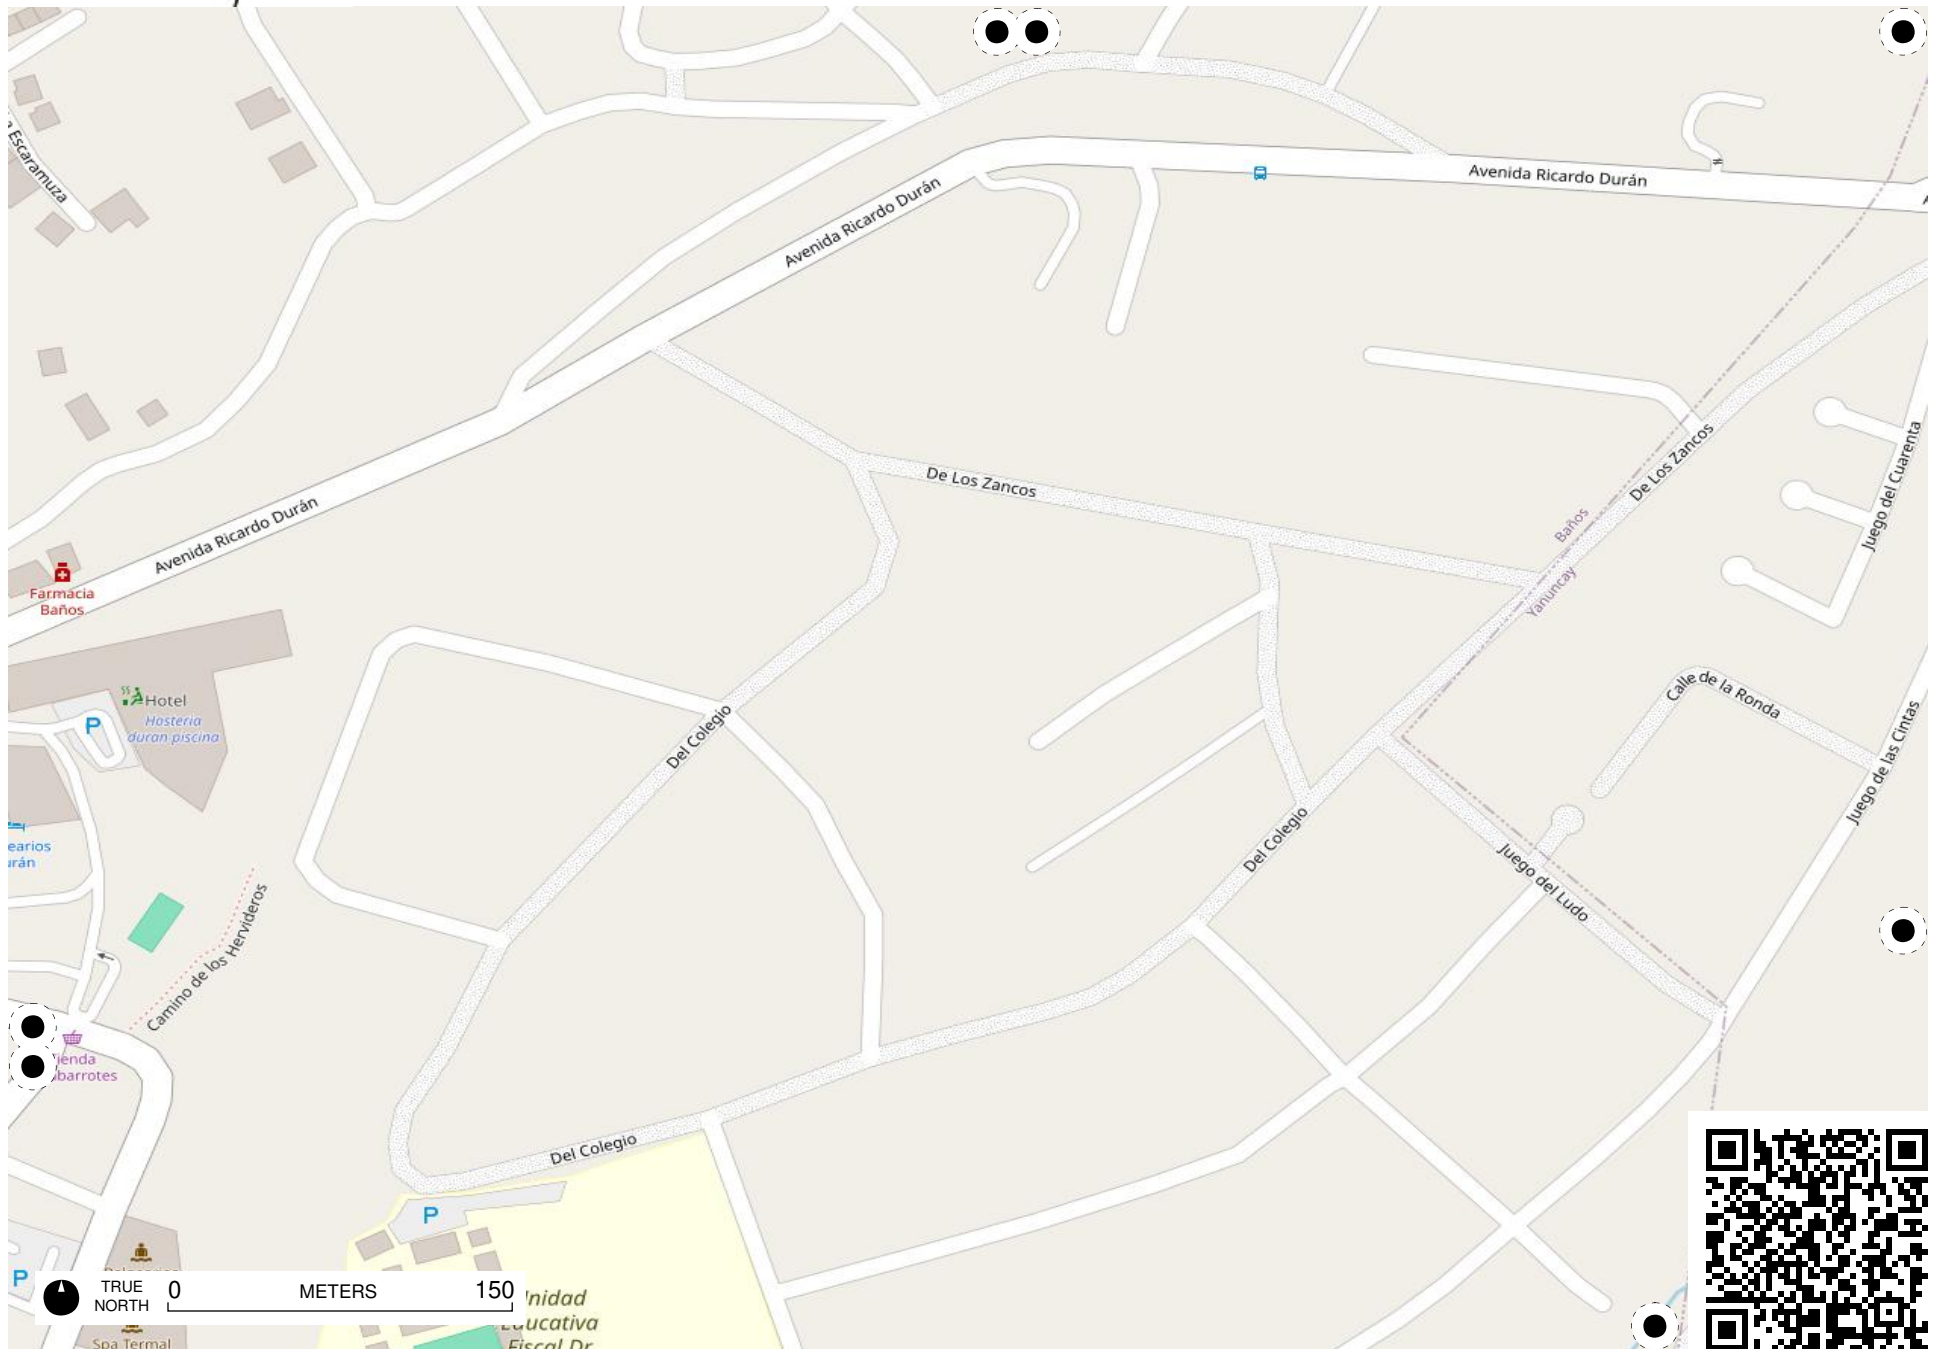 Escaramuza
Avenida Ricardo Durán
Avenida Ricardo Durán
Avenida Ricardo Durán
De Los Zancos
De Los Zancos
Juego del Cuarenta
Baños
Yanuncay
Farmacia
Baños
Hotel
Hosteria
duran piscina
P
Del Colegio
Calle de la Ronda
Juego de las Cintas
Del Colegio
Juego del Ludo
Camino de los Hervideros
Del Colegio
P
P
TRUE
NORTH
0 METERS 150
Educativa
Fiscal Dr
Spa Termal